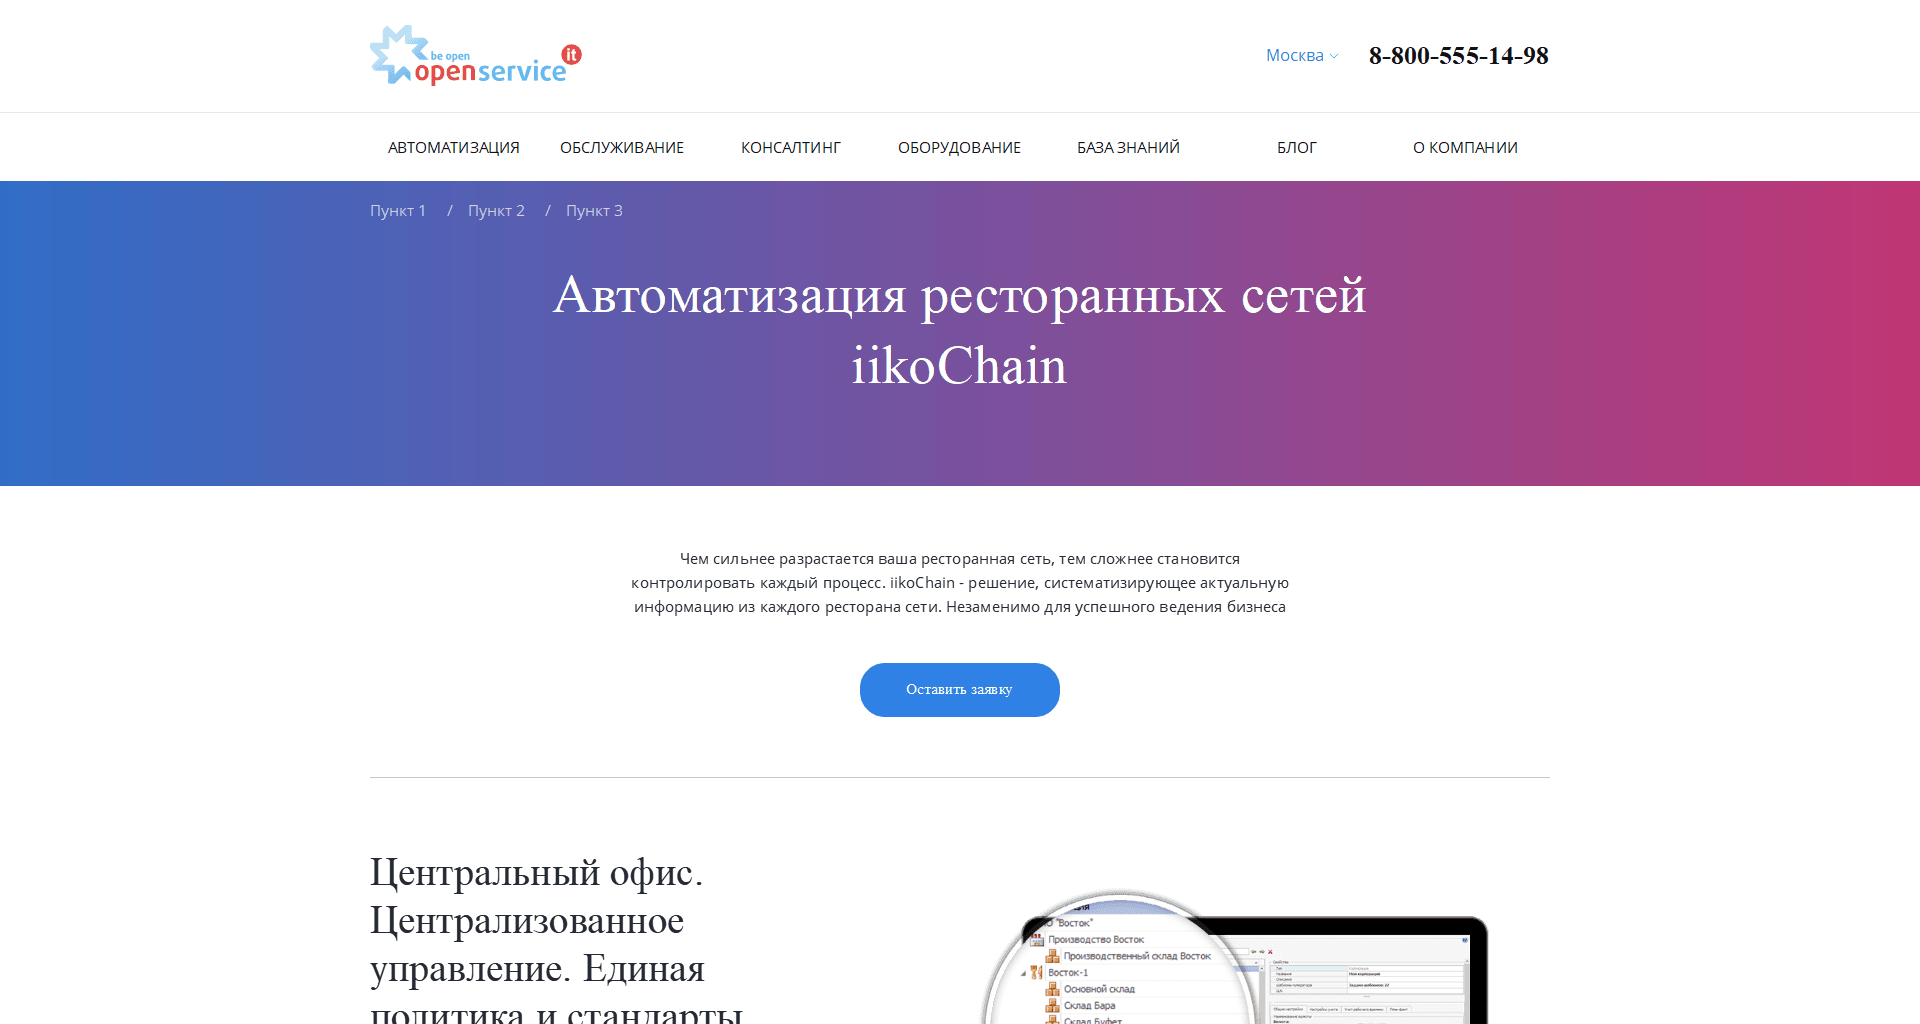 be open
openservice it
Москва
8-800-555-14-98
АВТОМАТИЗАЦИЯ
ОБСЛУЖИВАНИЕ
КОНСАЛТИНГ
ОБОРУДОВАНИЕ
БАЗА ЗНАНИЙ
БЛОГ
О КОМПАНИИ
Пункт 1 / Пункт 2 / Пункт 3
Автоматизация ресторанных сетей
iikoChain
Чем сильнее разрастается ваша ресторанная сеть, тем сложнее становится
контролировать каждый процесс. iikoChain - решение, систематизирующее актуальную
информацию из каждого ресторана сети. Незаменимо для успешного ведения бизнеса
Оставить заявку
Центральный офис.
Централизованное
управление. Единая
политика и стандарты
"Восток"
Производство Восток
Производственный склад Восток
Восток-1
Основной склад
Склад Бара
Склад Буфет